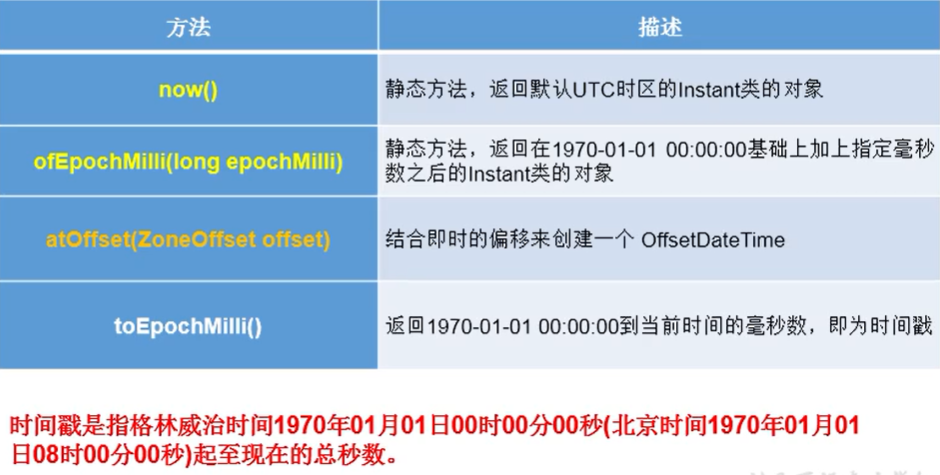 方法 描述
now() 静态方法，返回默认UTC时区的Instant类的对象
ofEpochMilli(long epochMilli) 静态方法，返回在1970-01-01 00:00:00基础上加上指定毫秒
数之后的Instant类的对象
atOffset(ZoneOffset offset) 结合即时的偏移来创建一个 OffsetDateTime
toEpochMilli() 返回1970-01-01 00:00:00到当前时间的毫秒数，即为时间戳
时间戳是指格林威治时间1970年01月01日00时00分00秒(北京时间1970年01月01
日08时00分00秒)起至现在的总秒数。